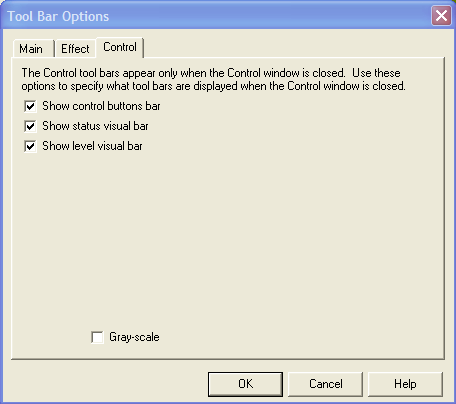 Tool Bar Options
Main Effect Control
The Control tool bars appear only when the Control window is closed.  Use these
options to specify what tool bars are displayed when the Control window is closed.
Show control buttons bar
Show status visual bar
Show level visual bar
Gray-scale
OK Cancel Help